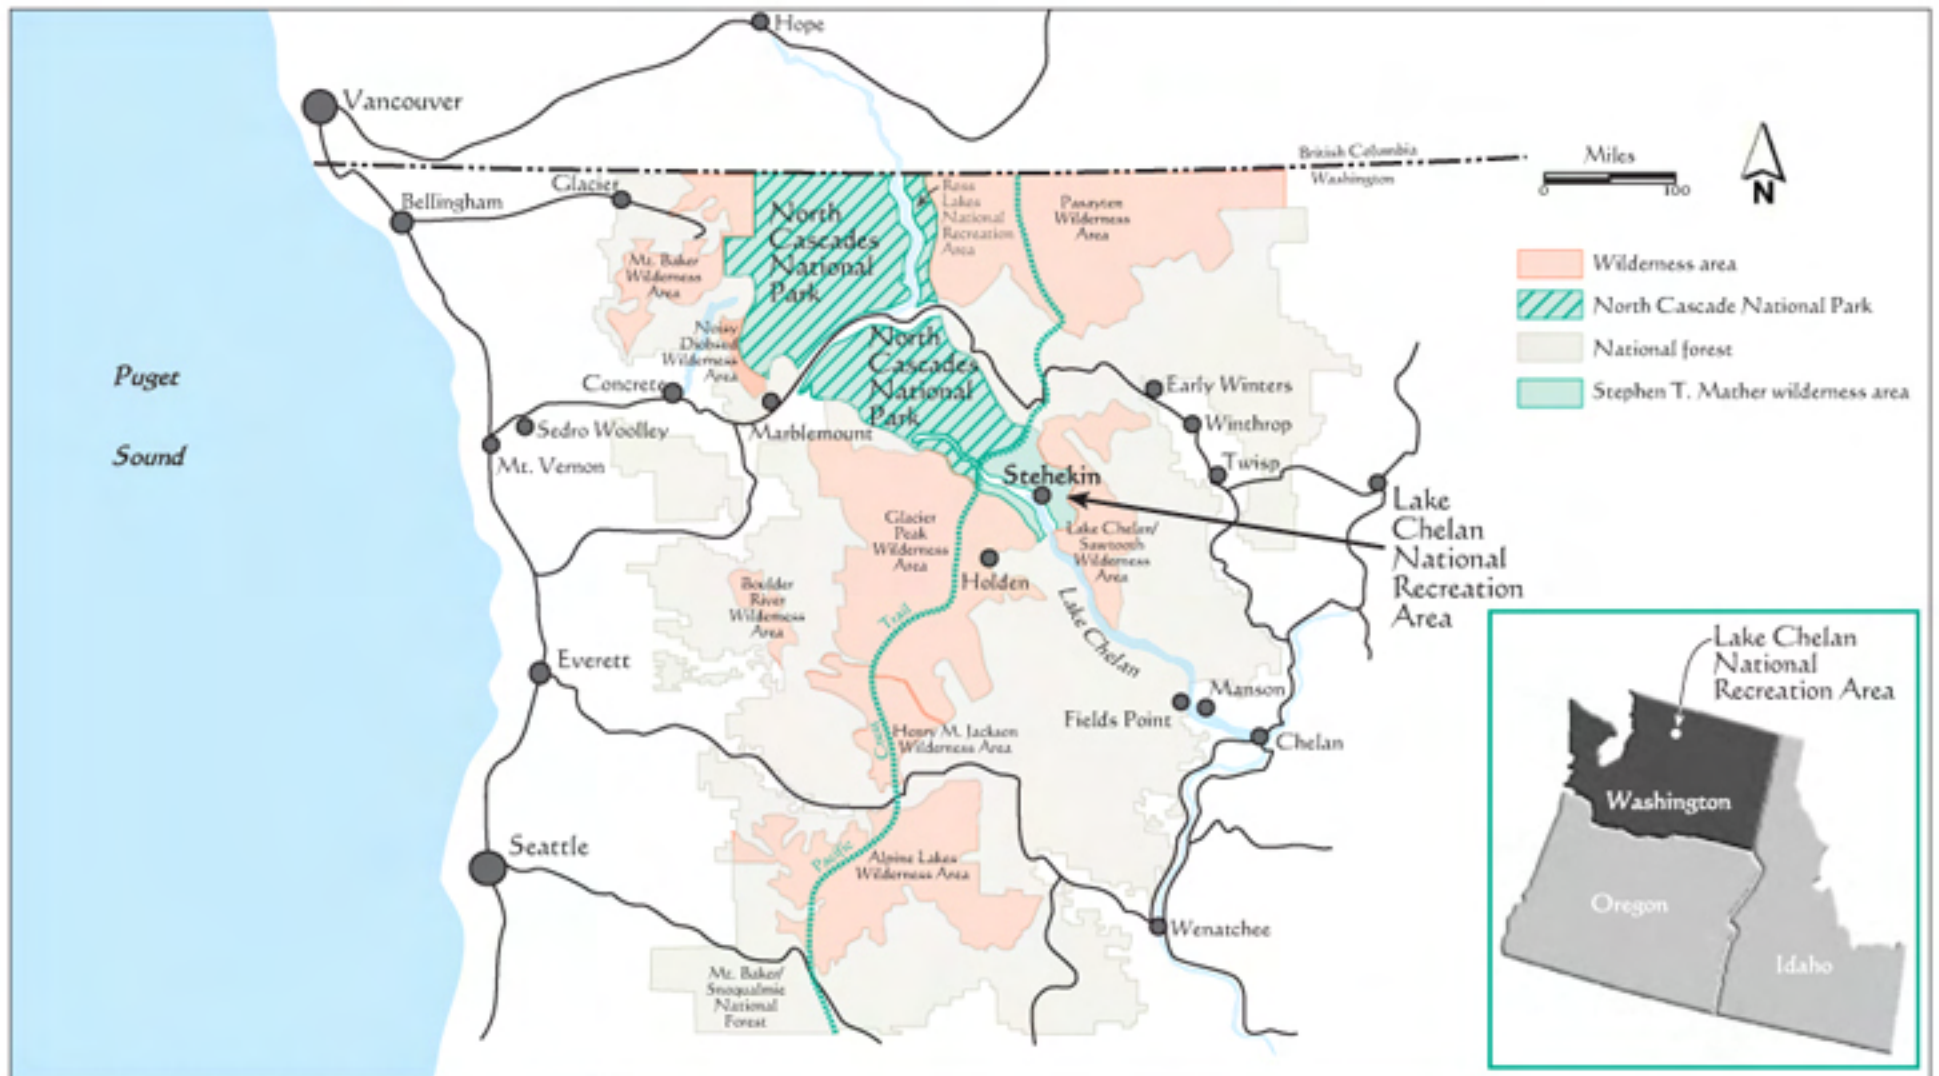 Hope
Vancouver
British Columbia
Washington
Miles
0
100
N
Bellingham
Glacier
North
Cascades
National
Park
Ross
Lakes
National
Recreation
Area
Pasayten
Wilderness
Area
Mt. Baker
Wilderness
Area
Wilderness area
North Cascade National Park
National forest
Stephen T. Mather wilderness area
Puget
Sound
Noisy
Diobsud
Wilderness
Area
North
Cascades
National
Park
Concrete
Sedro Woolley
Mt. Vernon
Marblemount
Early Winters
Winthrop
Twisp
Stehekin
Lake
Chelan
National
Recreation
Area
Glacier
Peak
Wilderness
Area
Holden
Lake Chelan/
Sawtooth
Wilderness
Area
Boulder
River
Wilderness
Area
Lake Chelan
Everett
Manson
Fields Point
Chelan
Henry M. Jackson
Wilderness Area
Pacific
Crest
Trail
Alpine Lakes
Wilderness Area
Seattle
Wenatchee
Mt. Baker/
Snoqualmie
National
Forest
Lake Chelan
National
Recreation Area
Washington
Oregon
Idaho